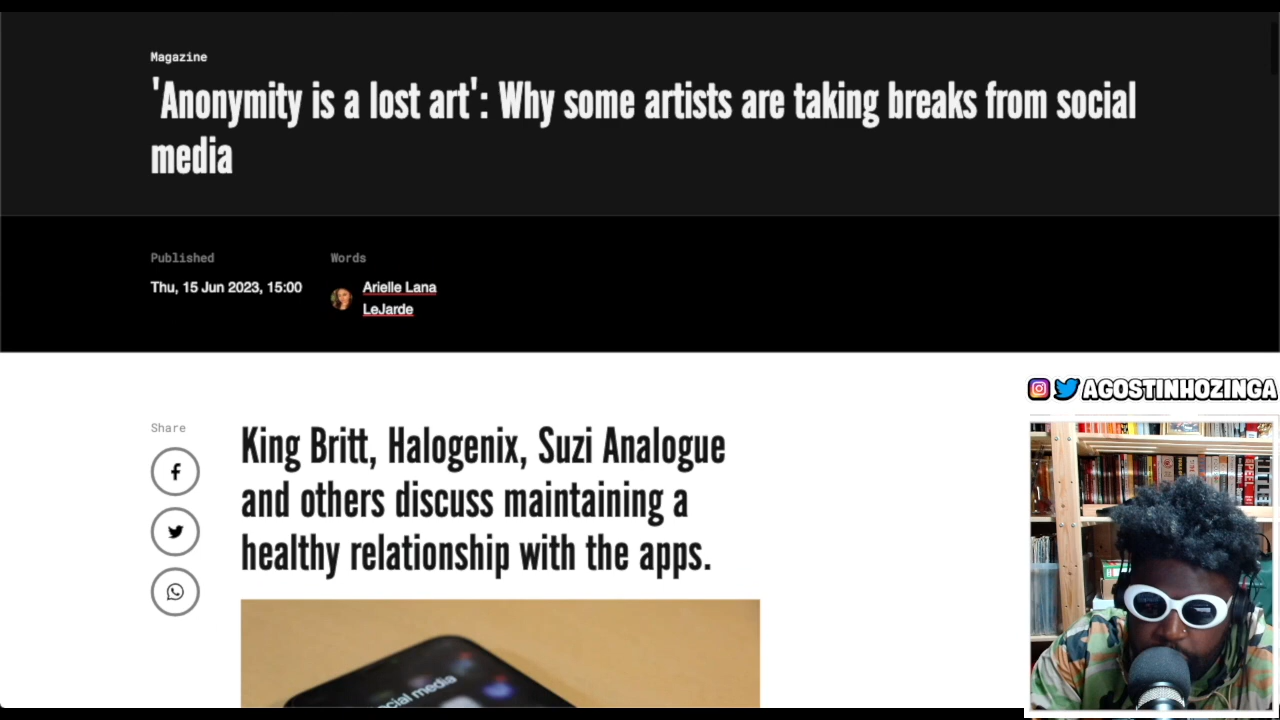 Magazine
'Anonymity is a lost art': Why some artists are taking breaks from social
media
Published
Words
Thu, 15 Jun 2023, 15:00
Arielle Lana
LeJarde
Share
King Britt, Halogenix, Suzi Analogue
and others discuss maintaining a
healthy relationship with the apps.
social media
AGOSTINHOZINGA